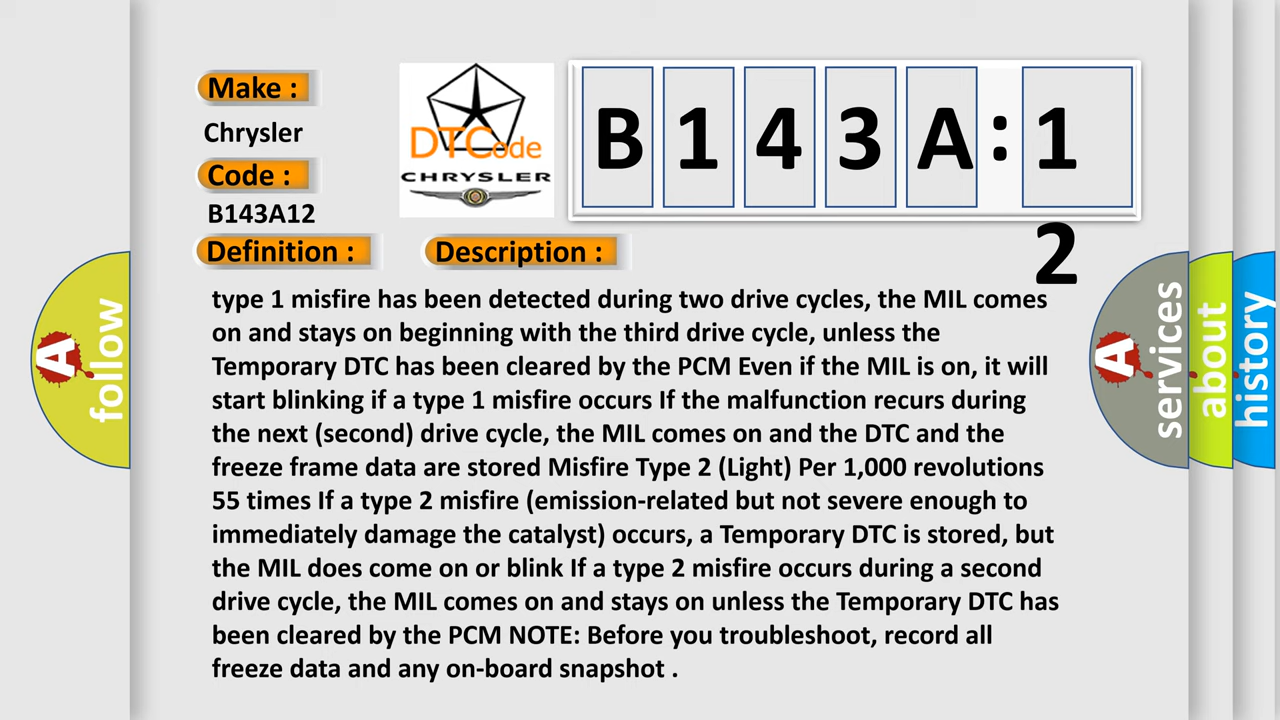 Make :
Chrysler
Code :
B143A12
Definition :
Description :
DTCode
CHRYSLER
B 1 4 3 A : 1
2
type 1 misfire has been detected during two drive cycles, the MIL comes
on and stays on beginning with the third drive cycle, unless the
Temporary DTC has been cleared by the PCM Even if the MIL is on, it will
start blinking if a type 1 misfire occurs If the malfunction recurs during
the next (second) drive cycle, the MIL comes on and the DTC and the
freeze frame data are stored Misfire Type 2 (Light) Per 1,000 revolutions
55 times If a type 2 misfire (emission-related but not severe enough to
immediately damage the catalyst) occurs, a Temporary DTC is stored, but
the MIL does come on or blink If a type 2 misfire occurs during a second
drive cycle, the MIL comes on and stays on unless the Temporary DTC has
been cleared by the PCM NOTE: Before you troubleshoot, record all
freeze data and any on-board snapshot .
A follow
A services
about
history